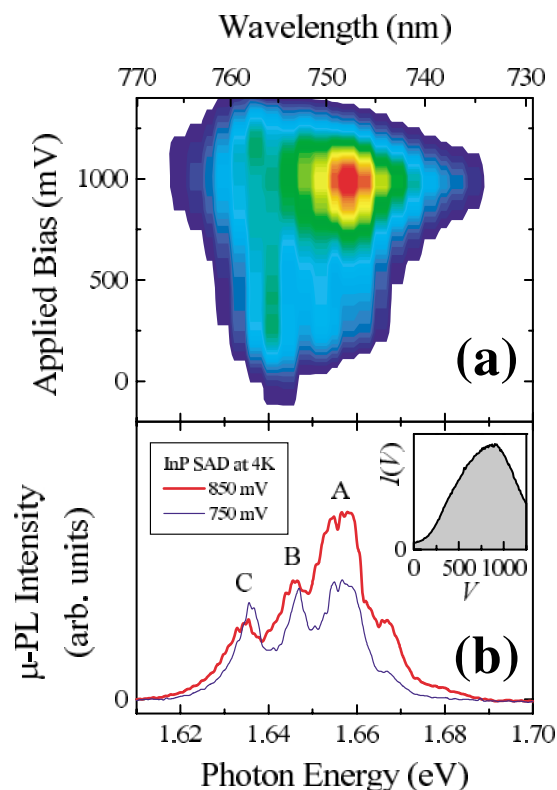 Wavelength (nm)
770 760 750 740 730
Applied Bias (mV)
1000
500
0
(a)
InP SAD at 4K
850 mV
750 mV
A
B
C
I(V)
0
0 500 1000
V
μ-PL Intensity
(arb. units)
0
(b)
1.62 1.64 1.66 1.68 1.70
Photon Energy (eV)